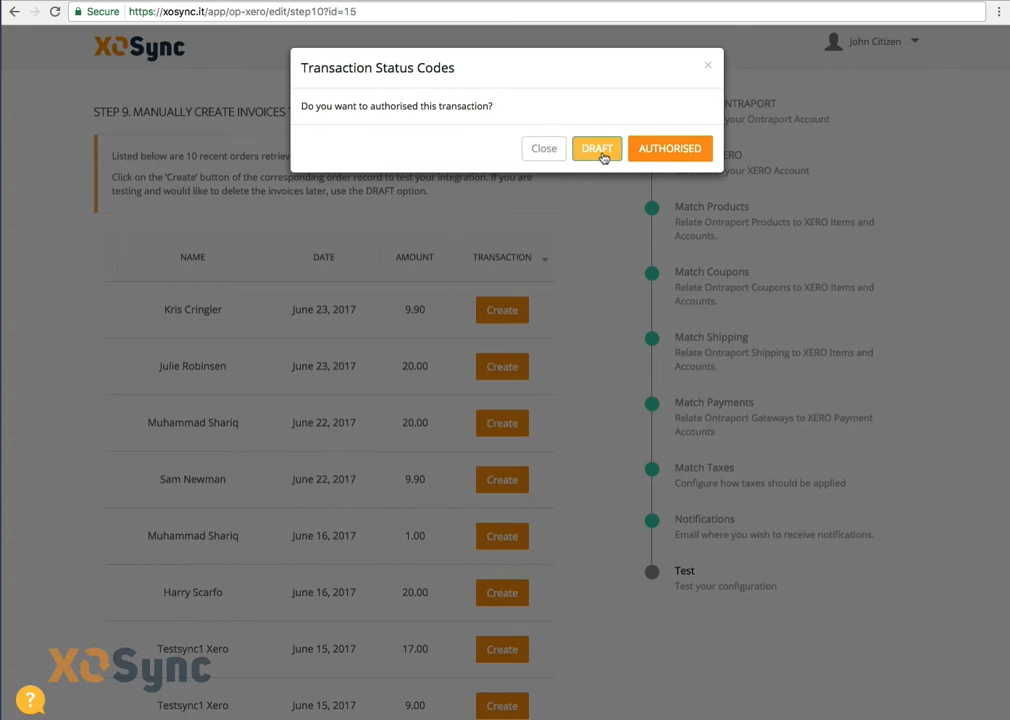 Secure https://xosync.it/app/op-xero/edit/step10?id=15
XOSync
John Citizen
Transaction Status Codes
×
Do you want to authorised this transaction?
Close
DRAFT
AUTHORISED
STEP 9. MANUALLY CREATE INVOICES
Listed below are 10 recent orders retrie
Click on the 'Create' button of the corresponding order record to test your integration. If you are
testing and would like to delete the invoices later, use the DRAFT option.
NAME DATE AMOUNT TRANSACTION
Kris Cringler June 23, 2017 9.90 Create
Julie Robinsen June 23, 2017 20.00 Create
Muhammad Shariq June 22, 2017 20.00 Create
Sam Newman June 22, 2017 9.90 Create
Muhammad Shariq June 16, 2017 1.00 Create
Harry Scarfo June 16, 2017 20.00 Create
Testsync1 Xero June 15, 2017 17.00 Create
Testsync1 Xero June 15, 2017 9.00 Create
NTRAPORT
your Ontraport Account
ERO
your XERO Account
Match Products
Relate Ontraport Products to XERO Items and
Accounts.
Match Coupons
Relate Ontraport Coupons to XERO Items and
Accounts.
Match Shipping
Relate Ontraport Shipping to XERO Items and
Accounts.
Match Payments
Relate Ontraport Gateways to XERO Payment
Accounts
Match Taxes
Configure how taxes should be applied
Notifications
Email where you wish to receive notifications.
Test
Test your configuration
XOSync
?